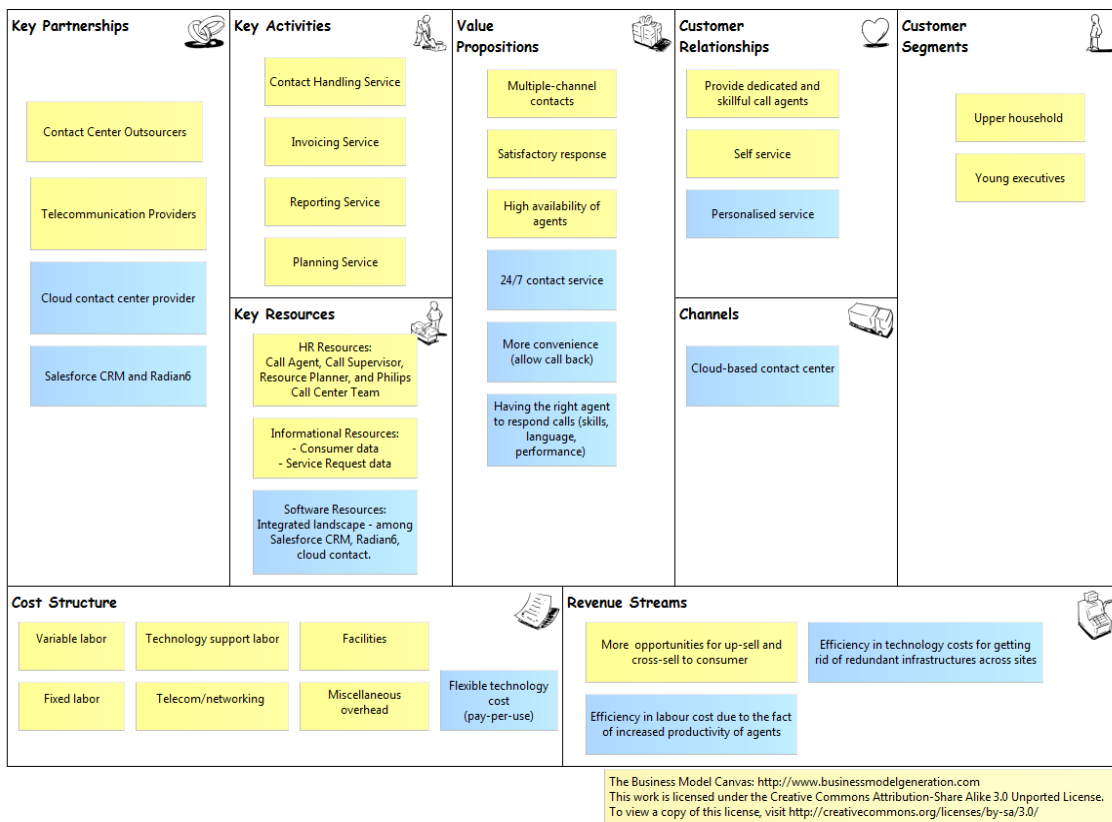 Key Partnerships
Contact Center Outsourcers
Telecommunication Providers
Cloud contact center provider
Salesforce CRM and Radian6
Key Activities
Contact Handling Service
Invoicing Service
Reporting Service
Planning Service
Key Resources
HR Resources:
Call Agent, Call Supervisor,
Resource Planner, and Philips
Call Center Team
Informational Resources:
- Consumer data
- Service Request data
Software Resources:
Integrated landscape - among
Salesforce CRM, Radian6,
cloud contact.
Value
Propositions
Multiple-channel
contacts
Satisfactory response
High availability of
agents
24/7 contact service
More convenience
(allow call back)
Having the right agent
to respond calls (skills,
language,
performance)
Customer
Relationships
Provide dedicated and
skillful call agents
Self service
Personalised service
Channels
Cloud-based contact center
Customer
Segments
Upper household
Young executives
Cost Structure
Variable labor
Technology support labor
Facilities
Fixed labor
Telecom/networking
Miscellaneous
overhead
Flexible technology
cost
(pay-per-use)
Revenue Streams
More opportunities for up-sell and
cross-sell to consumer
Efficiency in technology costs for getting
rid of redundant infrastructures across sites
Efficiency in labour cost due to the fact
of increased productivity of agents
The Business Model Canvas: http://www.businessmodelgeneration.com
This work is licensed under the Creative Commons Attribution-Share Alike 3.0 Unported License.
To view a copy of this license, visit http://creativecommons.org/licenses/by-sa/3.0/